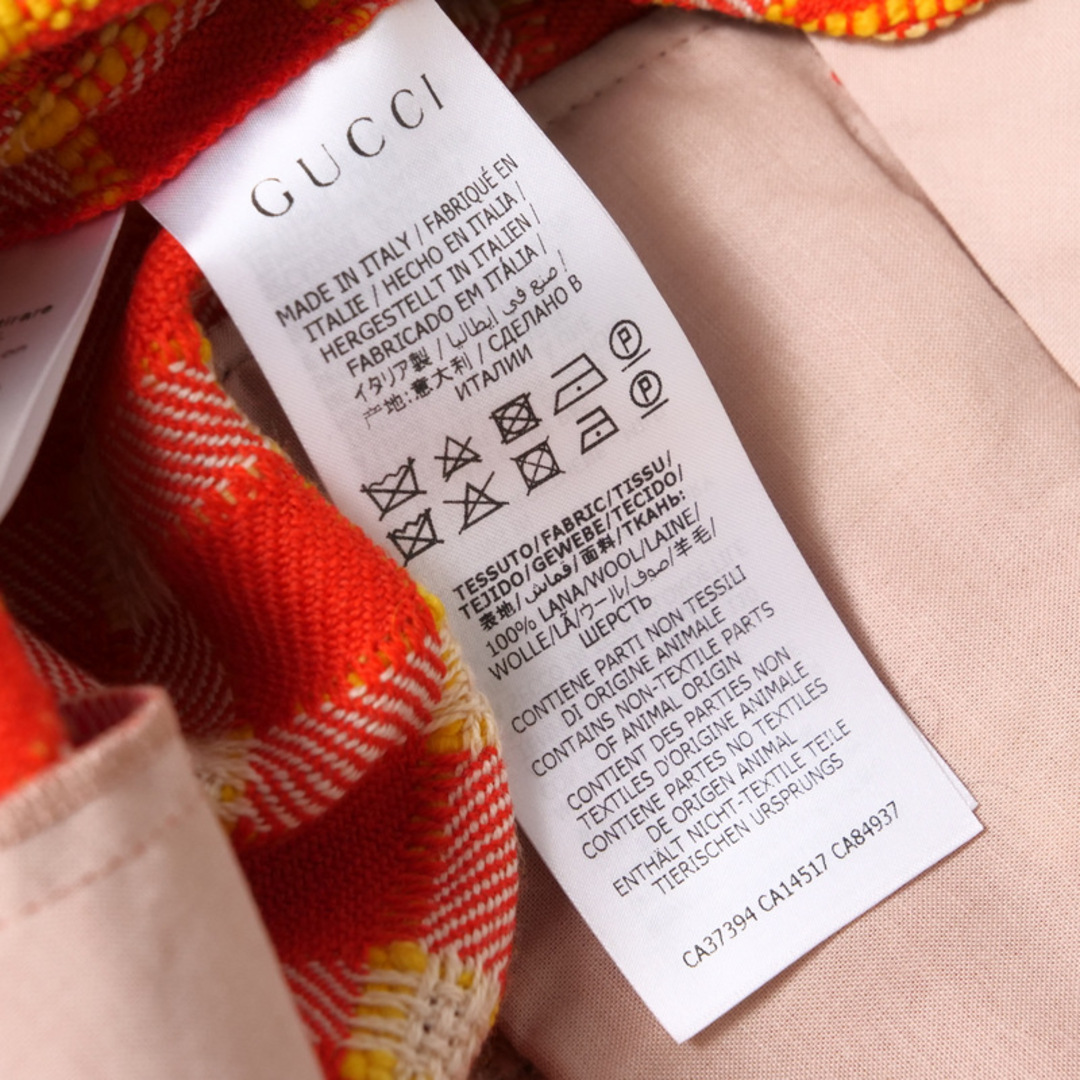 GUCCI
MADE IN ITALY / FABRIQUÉ EN
ITALIE / HECHO EN ITALIA /
HERGESTELLT IN ITALIEN /
FABRICADO EM ITÁLIA /
イタリア製 / صنع في إيطاليا /
产地:意大利 / СДЕЛАНО В
ИТАЛИИ
P
P
TESSUTO/FABRIC/TISSU/
TEJIDO/GEWEBE/TECIDO/
表地/قماش/面料/ТКАНЬ:
100% LANA/WOOL/LAINE/
WOLLE/LÃ/ウール/صوف/羊毛/
ШЕРСТЬ
CONTIENE PARTI NON TESSILI
DI ORIGINE ANIMALE
CONTAINS NON-TEXTILE PARTS
OF ANIMAL ORIGIN
CONTIENT DES PARTIES NON
TEXTILES D'ORIGINE ANIMALE
CONTIENE PARTES NO TEXTILES
DE ORIGEN ANIMAL
ENTHÄLT NICHT-TEXTILE TEILE
TIERISCHEN URSPRUNGS
CA37394 CA14517 CA84937